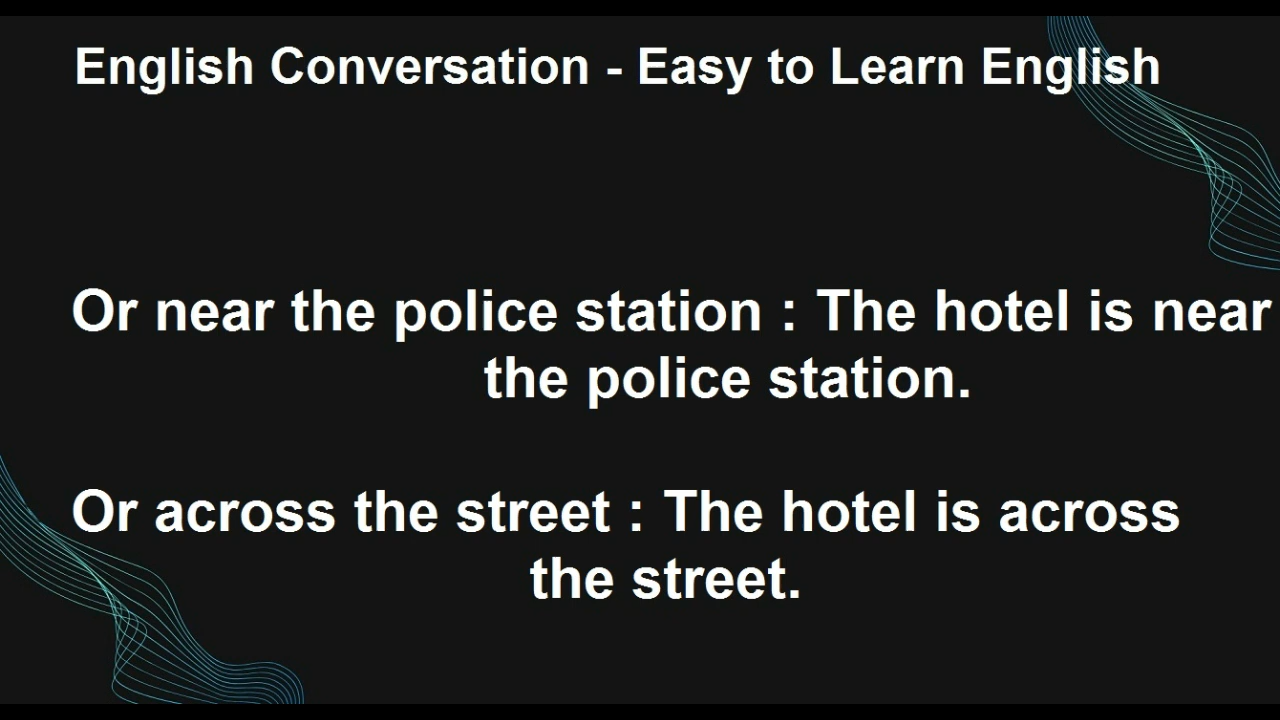 English Conversation - Easy to Learn English
Or near the police station : The hotel is near
the police station.
Or across the street : The hotel is across
the street.